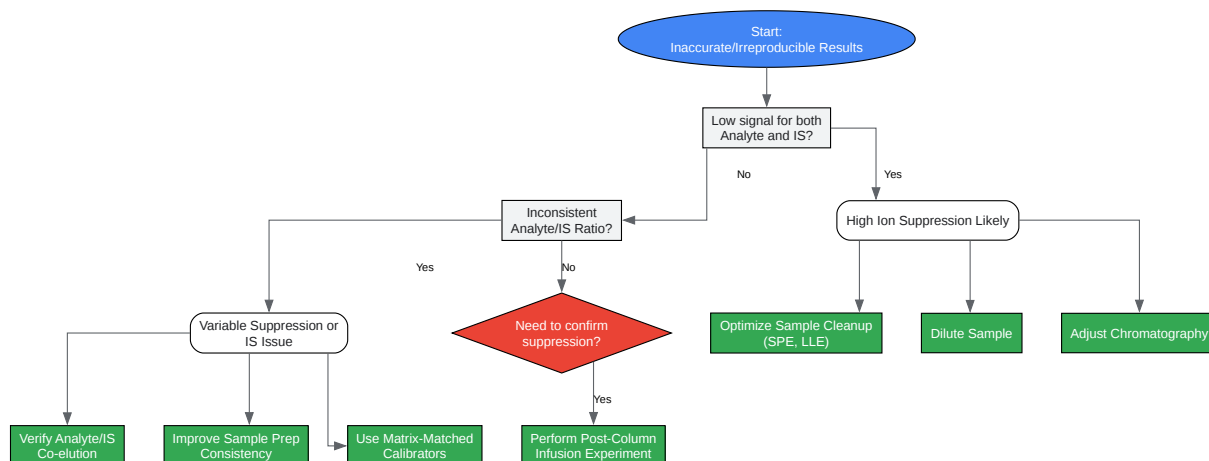 Start:
Inaccurate/Irreproducible Results
Low signal for both
Analyte and IS?
No
Yes
Inconsistent
Analyte/IS Ratio?
High Ion Suppression Likely
Yes
No
Variable Suppression or
IS Issue
Need to confirm
suppression?
Optimize Sample Cleanup
(SPE, LLE)
Dilute Sample
Adjust Chromatography
Yes
Verify Analyte/IS
Co-elution
Improve Sample Prep
Consistency
Use Matrix-Matched
Calibrators
Perform Post-Column
Infusion Experiment